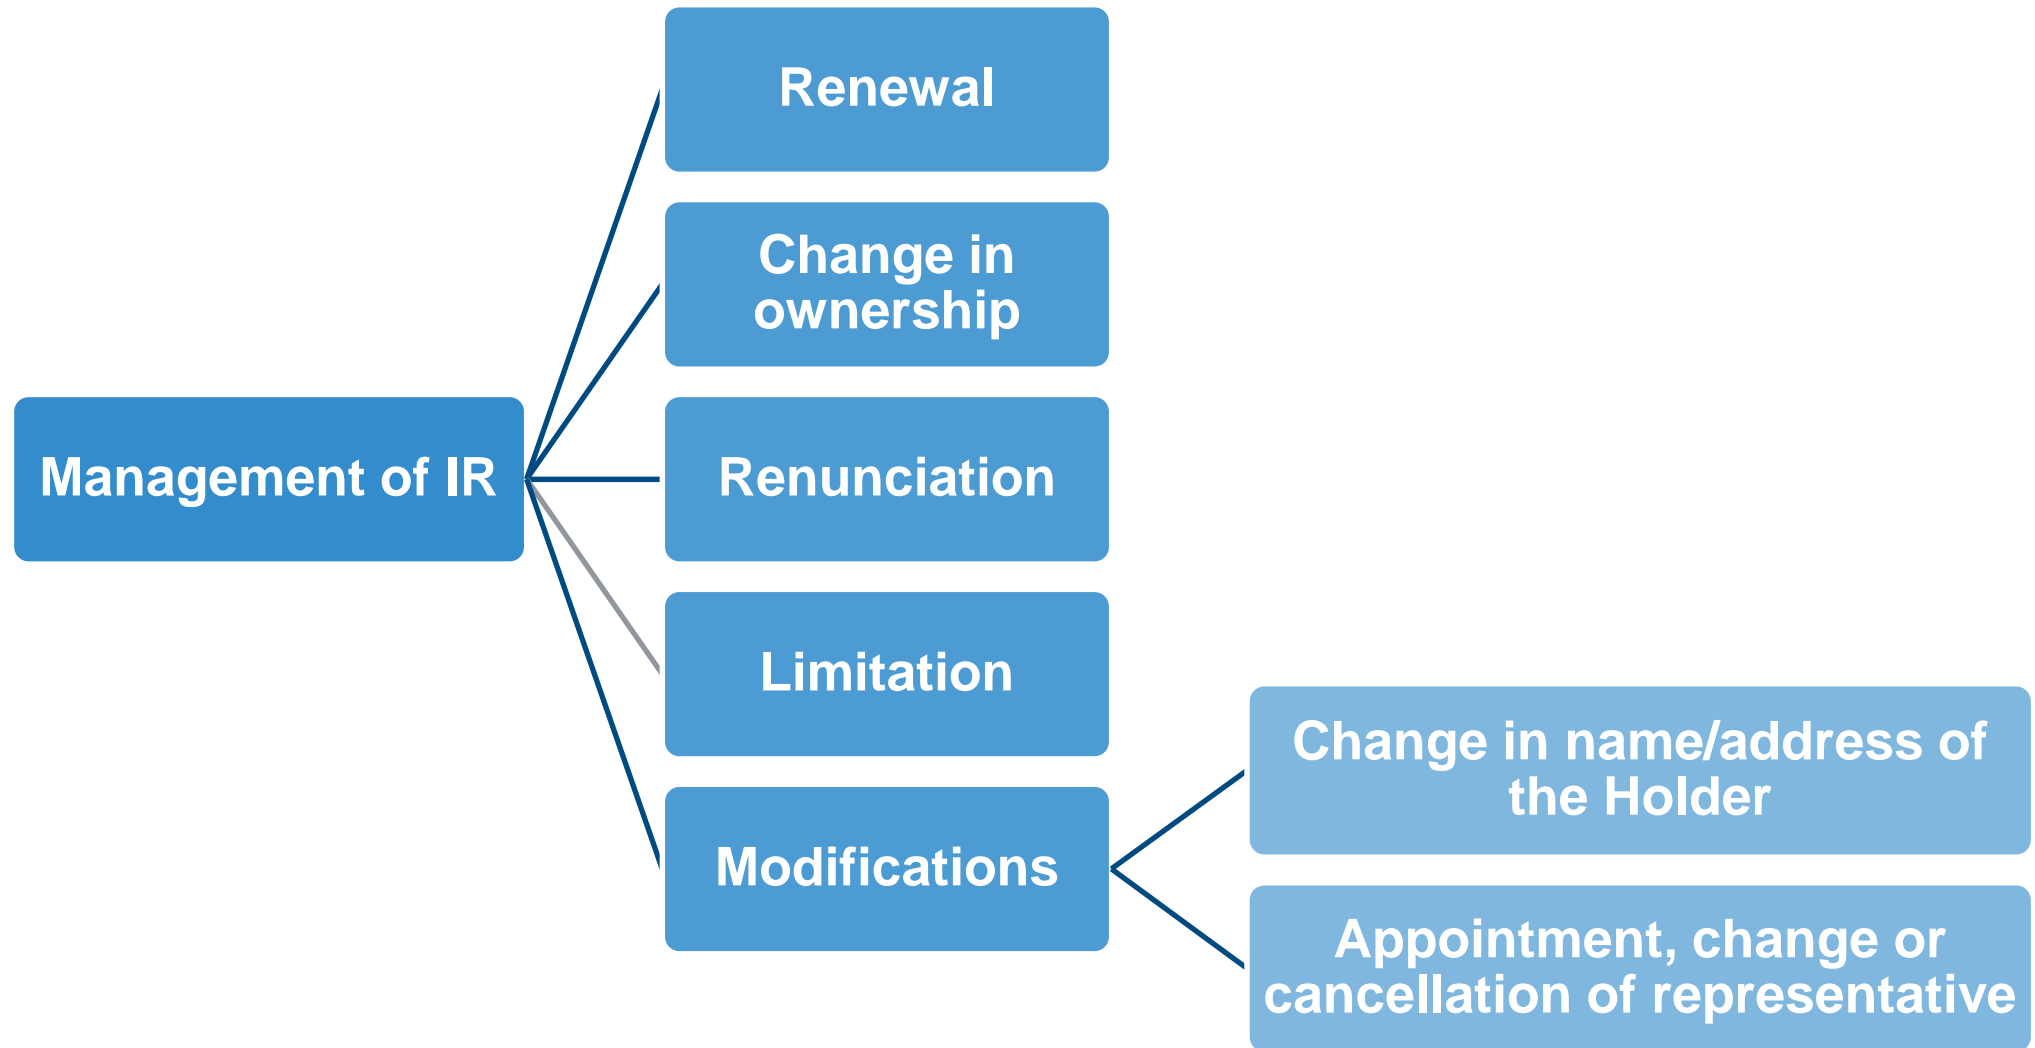 Management of IR
Renewal
Change in
ownership
Renunciation
Limitation
Modifications
Change in name/address of
the Holder
Appointment, change or
cancellation of representative